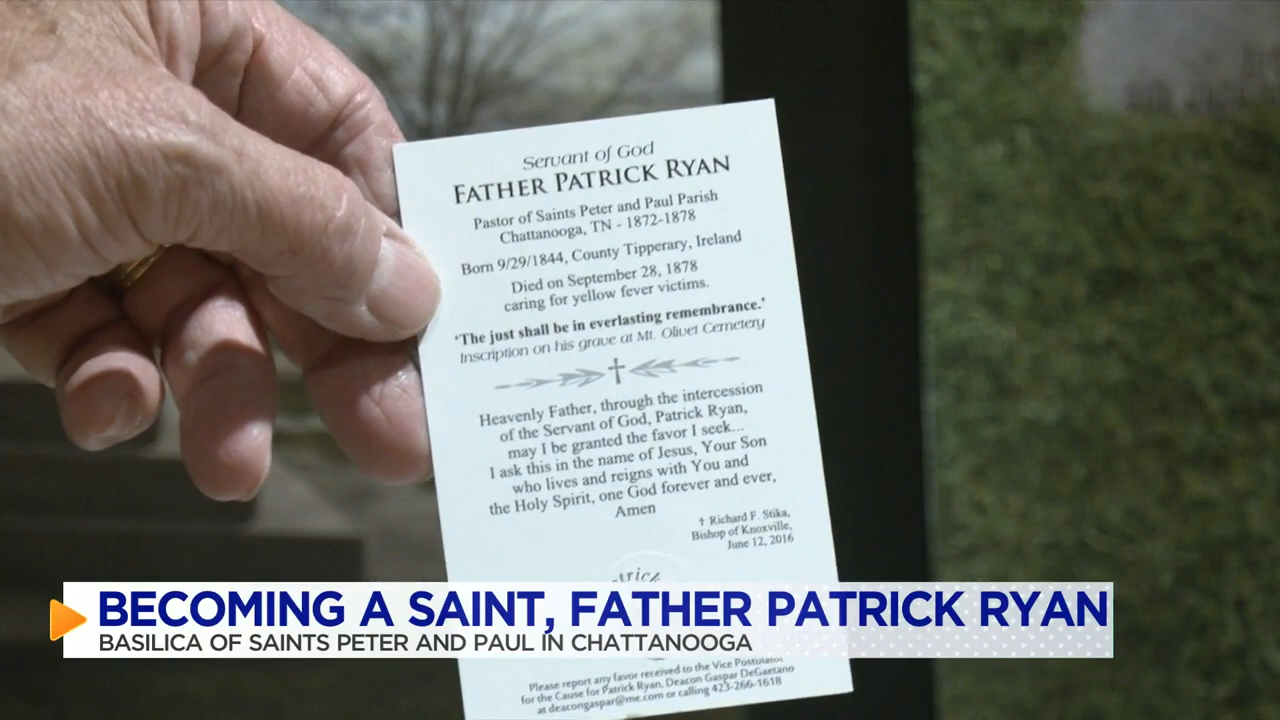 Servant of God
FATHER PATRICK RYAN
Pastor of Saints Peter and Paul Parish
Chattanooga, TN - 1872-1878
Born 9/29/1844, County Tipperary, Ireland
Died on September 28, 1878
caring for yellow fever victims.
‘The just shall be in everlasting remembrance.’
Inscription on his grave at Mt. Olivet Cemetery
Heavenly Father, through the intercession
of the Servant of God, Patrick Ryan,
may I be granted the favor I seek...
I ask this in the name of Jesus, Your Son
who lives and reigns with You and
the Holy Spirit, one God forever and ever,
Amen
† Richard F. Stika,
Bishop of Knoxville,
June 12, 2016
BECOMING A SAINT, FATHER PATRICK RYAN
BASILICA OF SAINTS PETER AND PAUL IN CHATTANOOGA
Please report any favor received to the Vice Postulator
for the Cause for Patrick Ryan, Deacon Gaspar DeGaetano
at deacongaspar@me.com or calling 423-266-1618